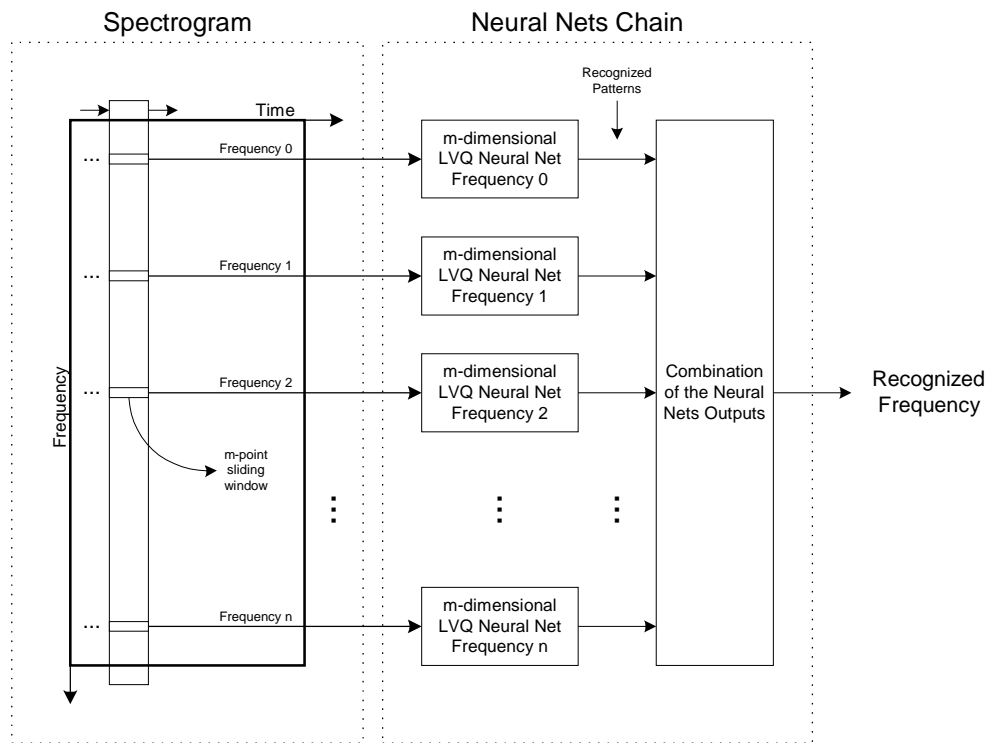 Spectrogram
Neural Nets Chain
Recognized
Patterns
Time
Frequency
...
Frequency 0
m-dimensional
LVQ Neural Net
Frequency 0
...
Frequency 1
m-dimensional
LVQ Neural Net
Frequency 1
...
Frequency 2
m-dimensional
LVQ Neural Net
Frequency 2
Combination
of the Neural
Nets Outputs
Recognized
Frequency
m-point
sliding
window
...
...
...
...
Frequency n
m-dimensional
LVQ Neural Net
Frequency n